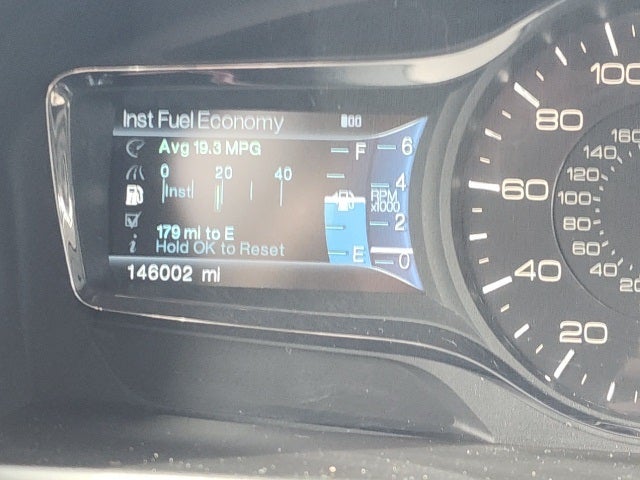 Inst Fuel Economy
Avg 19.3 MPG
0 20 40
Inst
179 mi to E
Hold OK to Reset
146002 mi
F
E
6
4
RPM
x1000
2
0
100
80
60
40
20
160
140
120
100
80
60
40
20